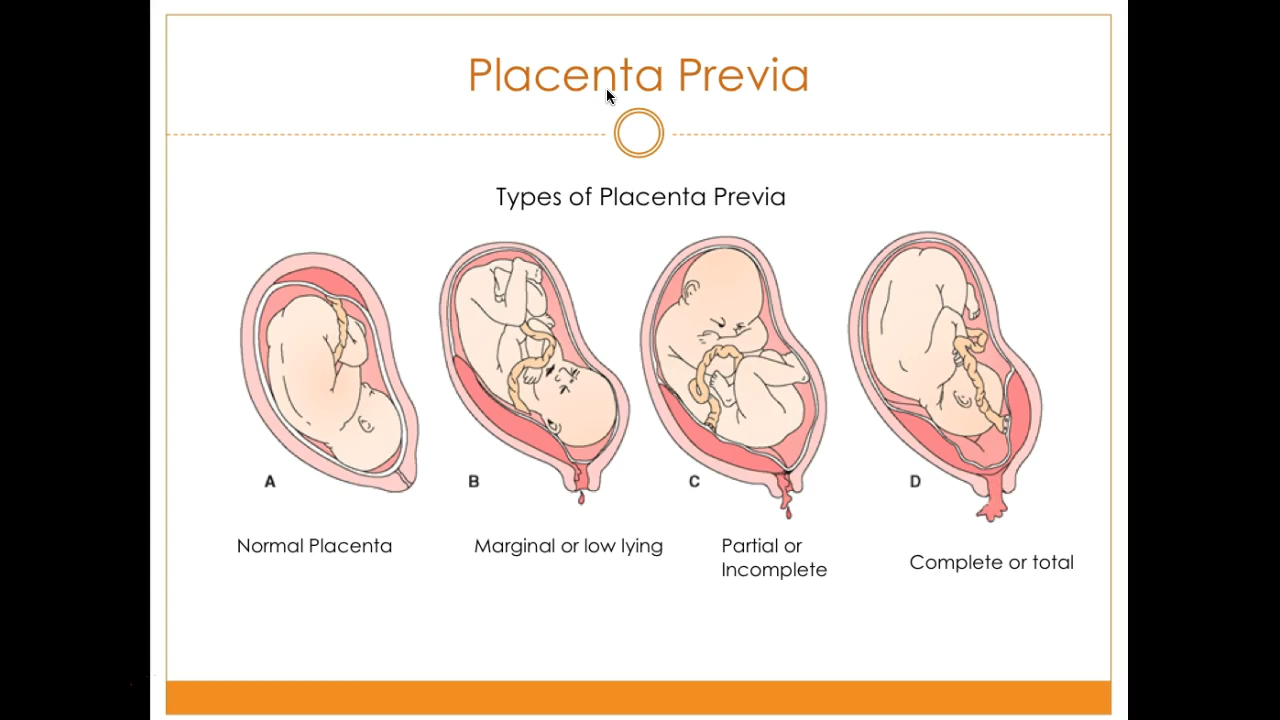 Placenta Previa
Types of Placenta Previa
A
B
C
D
Normal Placenta
Marginal or low lying
Partial or
Incomplete
Complete or total